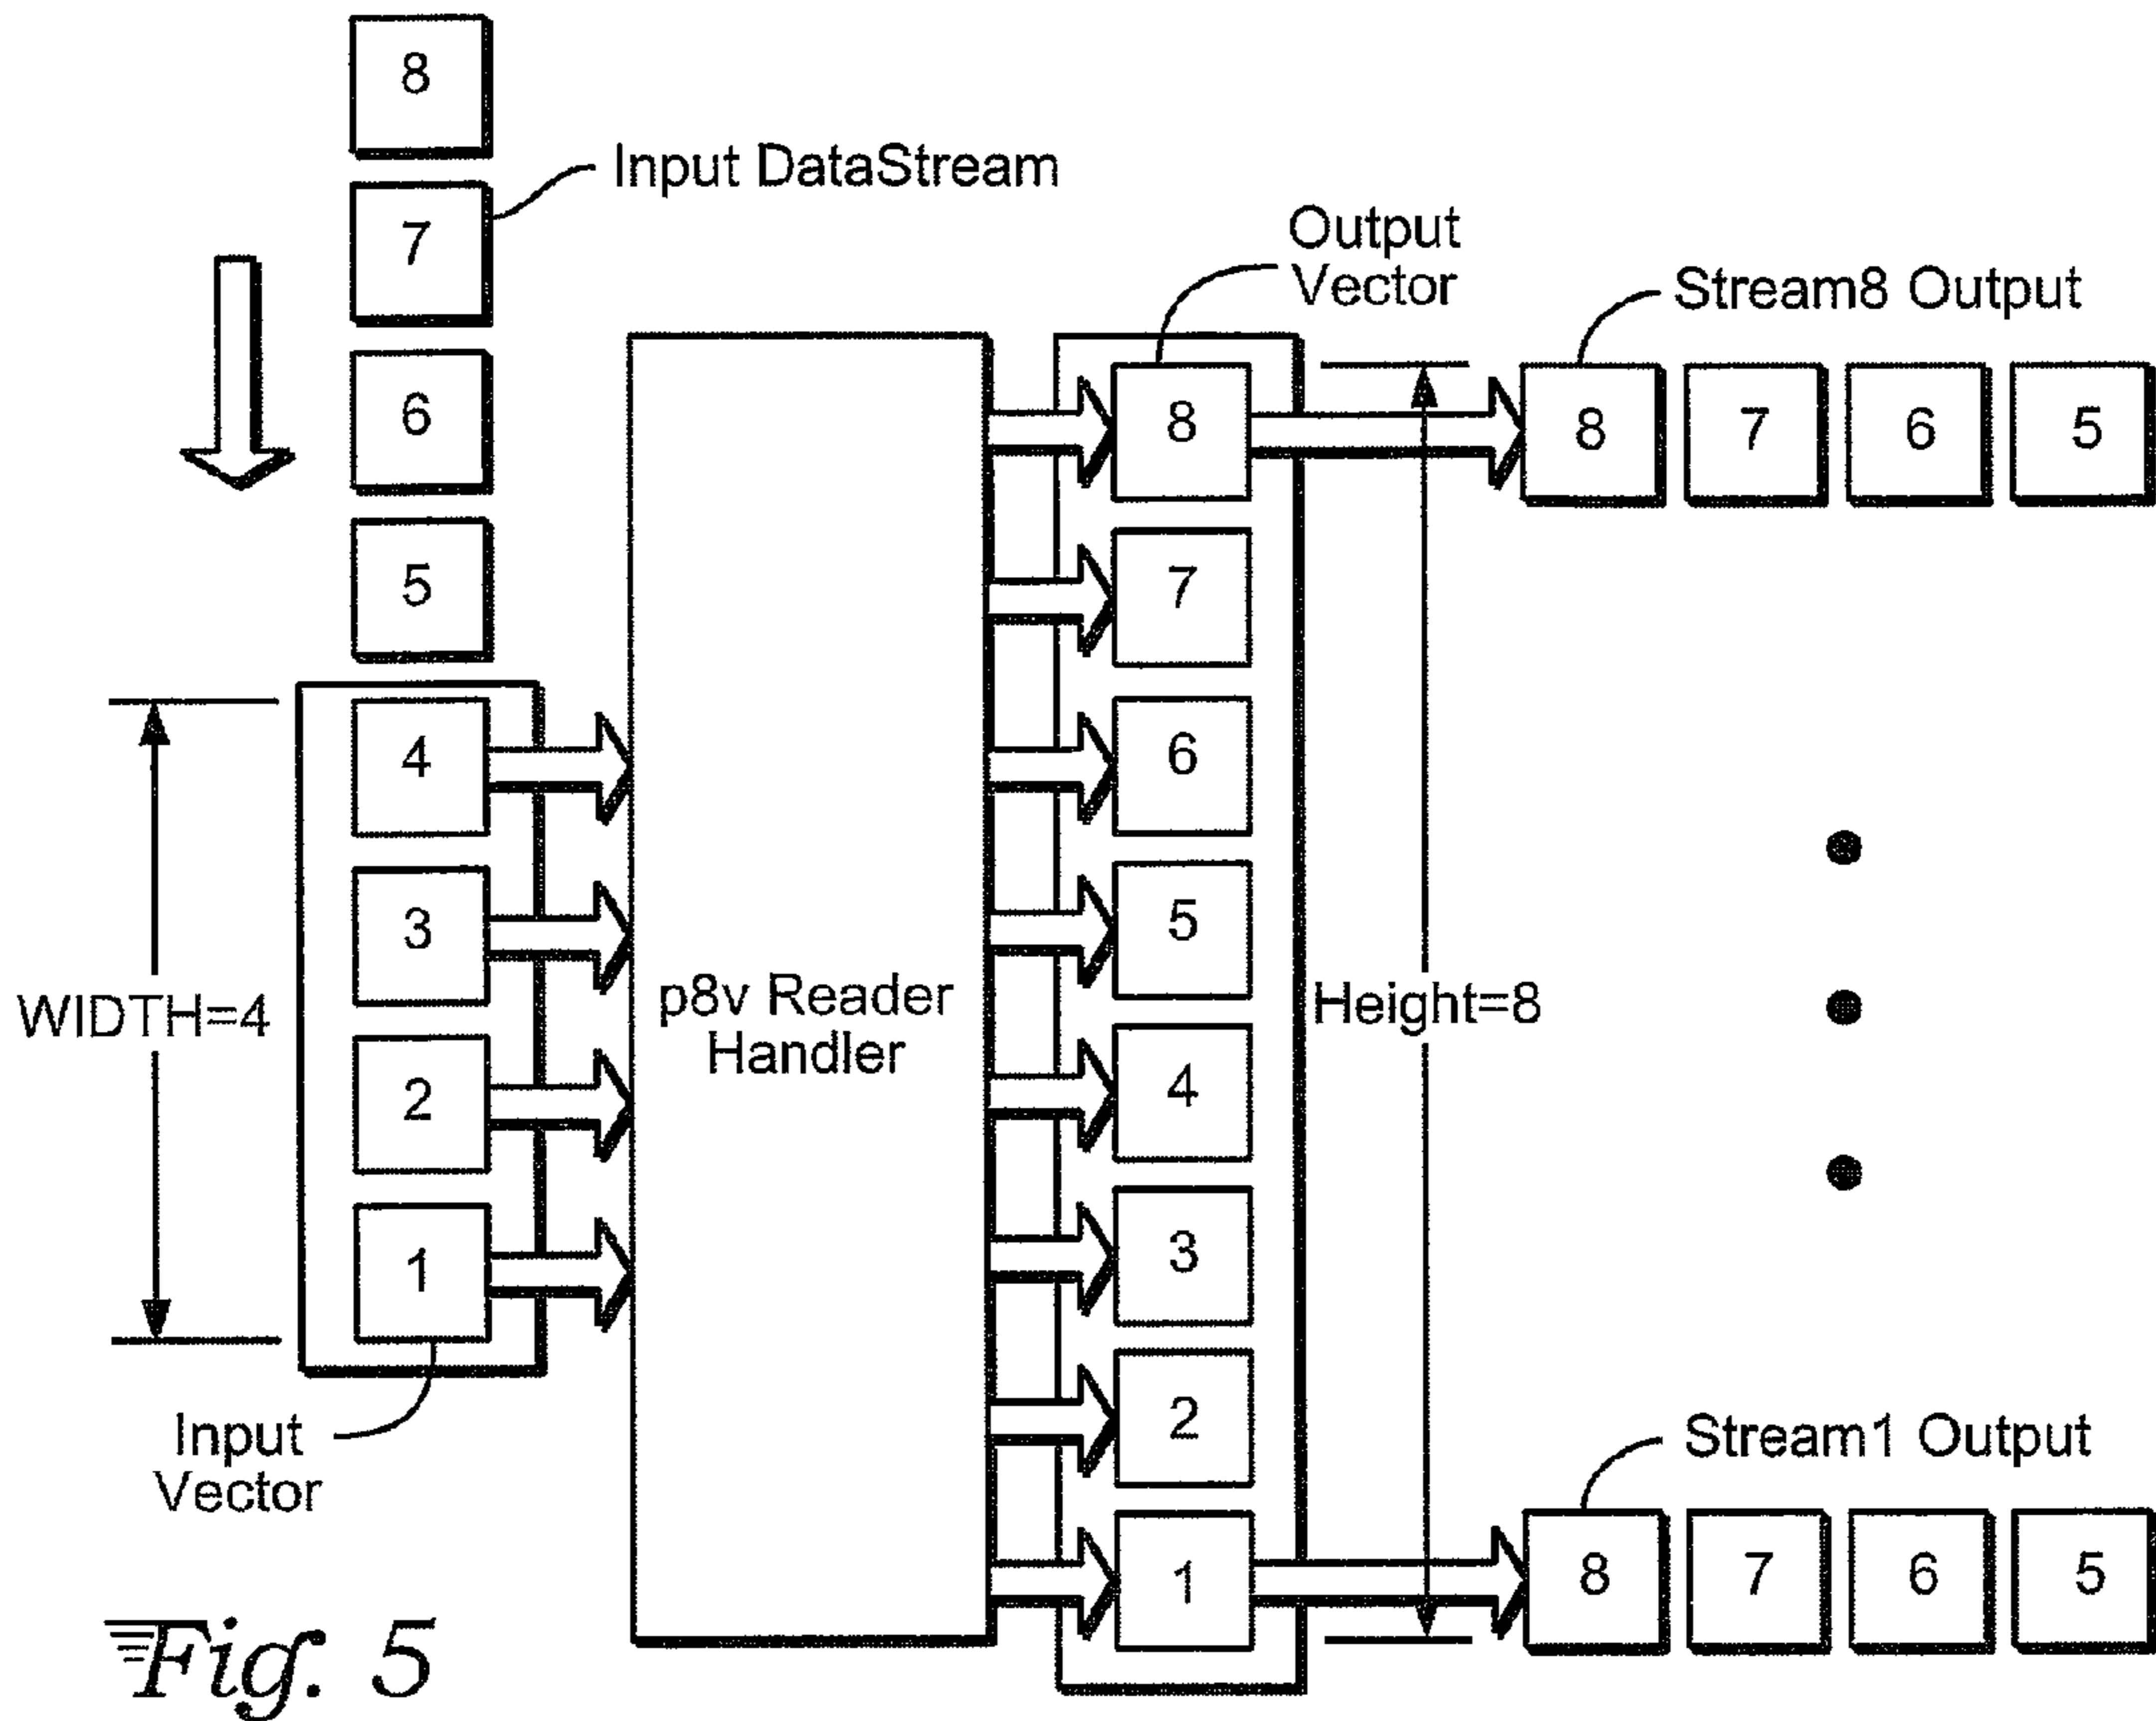 8
Input DataStream
7
Output
Vector
Stream8 Output
6
8
8 7 6 5
5
7
4
6
3
5
WIDTH=4
p8v Reader
Handler
Height=8
2
4
1
3
Input
Vector
2
Stream1 Output
1
8 7 6 5
Fig. 5